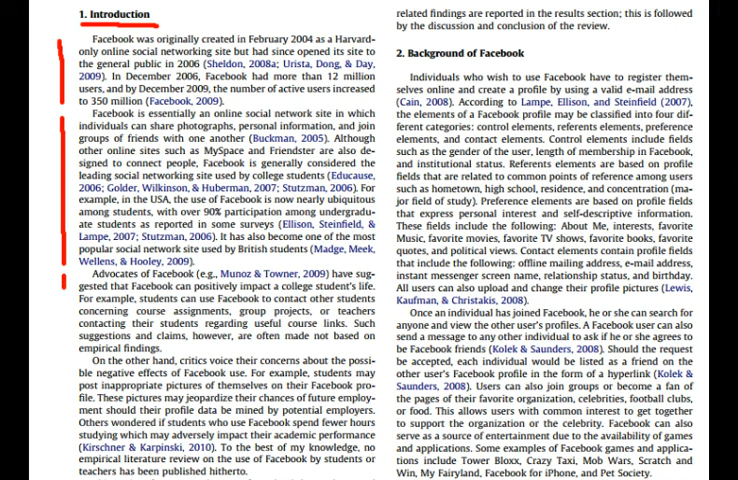 1. Introduction
Facebook was originally created in February 2004 as a Harvard-
only online social networking site but had since opened its site to
the general public in 2006 (Sheldon, 2008a; Urista, Dong, & Day,
2009). In December 2006, Facebook had more than 12 million
users, and by December 2009, the number of active users increased
to 350 million (Facebook, 2009).
Facebook is essentially an online social network site in which
individuals can share photographs, personal information, and join
groups of friends with one another (Buckman, 2005). Although
other online sites such as MySpace and Friendster are also de-
signed to connect people, Facebook is generally considered the
leading social networking site used by college students (Educause,
2006; Golder, Wilkinson, & Huberman, 2007; Stutzman, 2006). For
example, in the USA, the use of Facebook is now nearly ubiquitous
among students, with over 90% participation among undergradu-
ate students as reported in some surveys (Ellison, Steinfield, &
Lampe, 2007; Stutzman, 2006). It has also become one of the most
popular social network site used by British students (Madge, Meek,
Wellens, & Hooley, 2009).
Advocates of Facebook (e.g., Munoz & Towner, 2009) have sug-
gested that Facebook can positively impact a college student's life.
For example, students can use Facebook to contact other students
concerning course assignments, group projects, or teachers
contacting their students regarding useful course links. Such
suggestions and claims, however, are often made not based on
empirical findings.
On the other hand, critics voice their concerns about the possi-
ble negative effects of Facebook use. For example, students may
post inappropriate pictures of themselves on their Facebook pro-
file. These pictures may jeopardize their chances of future employ-
ment should their profile data be mined by potential employers.
Others wondered if students who use Facebook spend fewer hours
studying which may adversely impact their academic performance
(Kirschner & Karpinski, 2010). To the best of my knowledge, no
empirical literature review on the use of Facebook by students or
teachers has been published hitherto.
related findings are reported in the results section; this is followed
by the discussion and conclusion of the review.
2. Background of Facebook
Individuals who wish to use Facebook have to register them-
selves online and create a profile by using a valid e-mail address
(Cain, 2008). According to Lampe, Ellison, and Steinfield (2007),
the elements of a Facebook profile may be classified into four dif-
ferent categories: control elements, referents elements, preference
elements, and contact elements. Control elements include fields
such as the gender of the user, length of membership in Facebook,
and institutional status. Referents elements are based on profile
fields that are related to common points of reference among users
such as hometown, high school, residence, and concentration (ma-
jor field of study). Preference elements are based on profile fields
that express personal interest and self-descriptive information.
These fields include the following: About Me, interests, favorite
Music, favorite movies, favorite TV shows, favorite books, favorite
quotes, and political views. Contact elements contain profile fields
that include the following: offline mailing address, e-mail address,
instant messenger screen name, relationship status, and birthday.
All users can also upload and change their profile pictures (Lewis,
Kaufman, & Christakis, 2008).
Once an individual has joined Facebook, he or she can search for
anyone and view the other user's profiles. A Facebook user can also
send a message to any other individual to ask if he or she agrees to
be Facebook friends (Kolek & Saunders, 2008). Should the request
be accepted, each individual would be listed as a friend on the
other user's Facebook profile in the form of a hyperlink (Kolek &
Saunders, 2008). Users can also join groups or become a fan of
the pages of their favorite organization, celebrities, football clubs,
or food. This allows users with common interest to get together
to support the organization or the celebrity. Facebook can also
serve as a source of entertainment due to the availability of games
and applications. Some examples of Facebook games and applica-
tions include Tower Bloxx, Crazy Taxi, Mob Wars, Scratch and
Win, My Fairyland, Facebook for iPhone, and Pet Society.